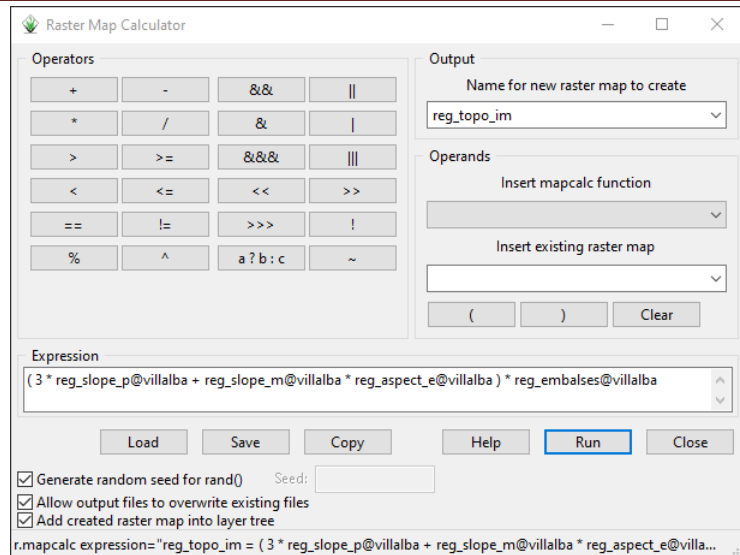 Raster Map Calculator
Operators
+ - && ||
* / & |
> >= &&& |||
< <= << >>
== != >>> !
% ^ a ? b : c ~
Output
Name for new raster map to create
reg_topo_im
Operands
Insert mapcalc function
Insert existing raster map
( ) Clear
Expression
( 3 * reg_slope_p@villalba + reg_slope_m@villalba * reg_aspect_e@villalba ) * reg_embalses@villalba
Load Save Copy Help Run Close
Generate random seed for rand() Seed:
Allow output files to overwrite existing files
Add created raster map into layer tree
r.mapcalc expression="reg_topo_im = ( 3 * reg_slope_p@villalba + reg_slope_m@villalba * reg_aspect_e@villa...